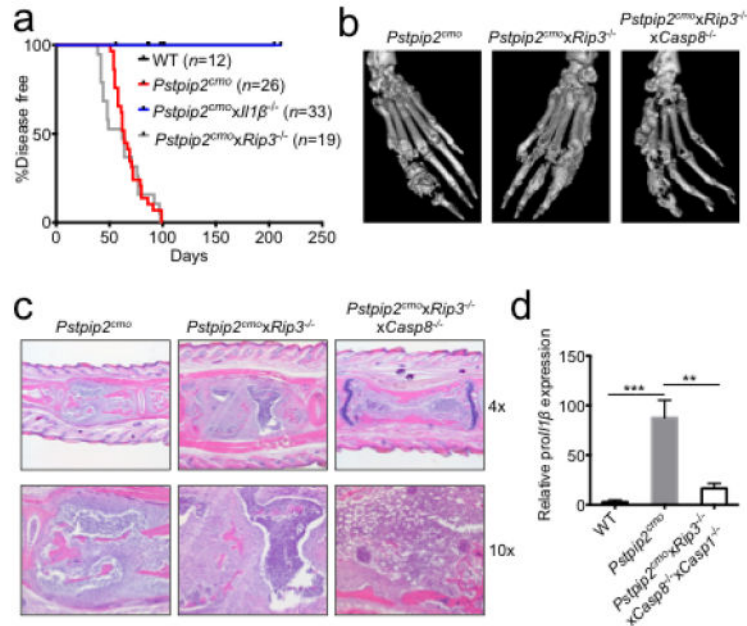 a
%Disease free
100
50
0
WT (n=12)
Pstpip2cmo (n=26)
Pstpip2cmoxIl1β-/- (n=33)
Pstpip2cmoxRip3-/- (n=19)
0 50 100 150 200 250
Days
b
Pstpip2cmo
Pstpip2cmoxRip3-/-
Pstpip2cmoxRip3-/-
xCasp8-/-
c
Pstpip2cmo
Pstpip2cmoxRip3-/-
Pstpip2cmoxRip3-/-
xCasp8-/-
4x
10x
d
Relative proIl1β expression
150
100
50
0
*** **
WT
Pstpip2cmo
Pstpip2cmoxRip3-/-
xCasp8-/-xCasp1-/-